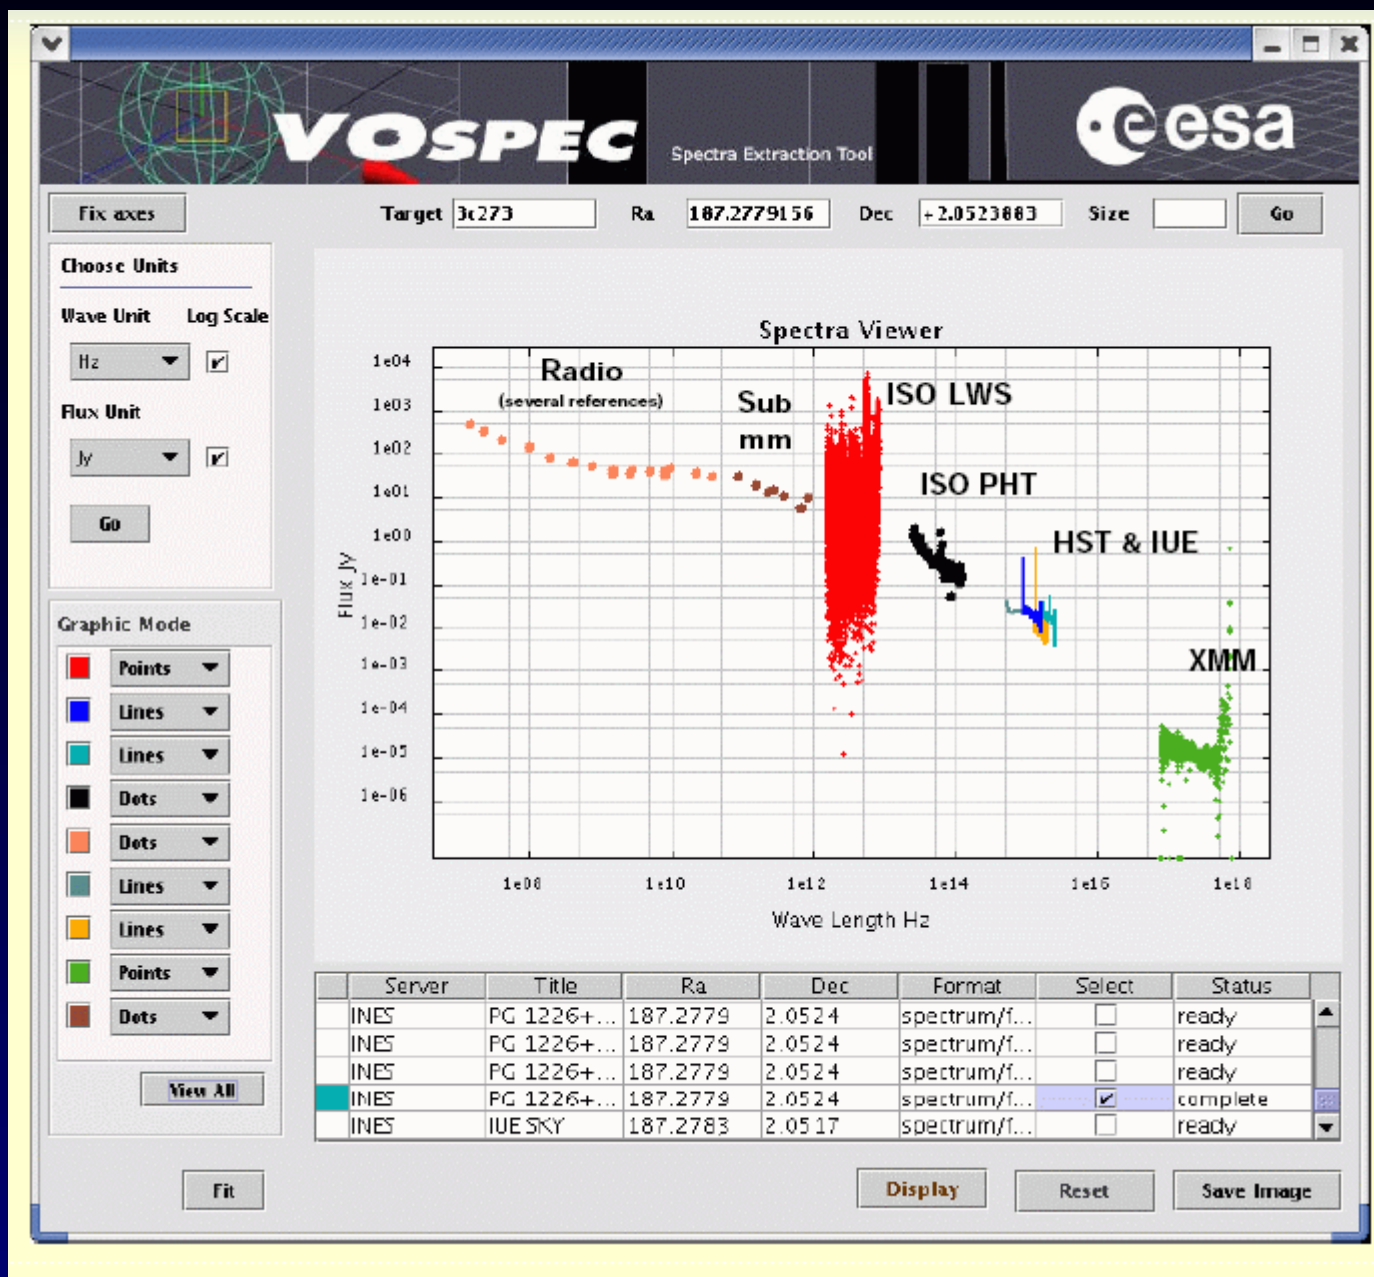 VOSPEC
Spectra Extraction Tool
esa
Fix axes
Target 3c273 Ra 187.2779156 Dec +2.0523883 Size Go
Choose Units
Wave Unit Log Scale
Hz
Flux Unit
Jy
Go
Graphic Mode
Points
Lines
Lines
Dots
Dots
Lines
Lines
Points
Dots
View All
Fit
Spectra Viewer
Radio
(several references)
Sub
mm
ISO LWS
ISO PHT
HST & IUE
XMM
Flux Jy
1e04
1e03
1e02
1e01
1e00
1e-01
1e-02
1e-03
1e-04
1e-05
1e-06
1e08 1e10 1e12 1e14 1e16 1e18
Wave Length Hz
Server Title Ra Dec Format Select Status
INES PG 1226+... 187.2779 2.0524 spectrum/f... ready
INES PG 1226+... 187.2779 2.0524 spectrum/f... ready
INES PG 1226+... 187.2779 2.0524 spectrum/f... ready
INES PG 1226+... 187.2779 2.0524 spectrum/f... complete
INES IUE SKY 187.2783 2.0517 spectrum/f... ready
Display Reset Save Image